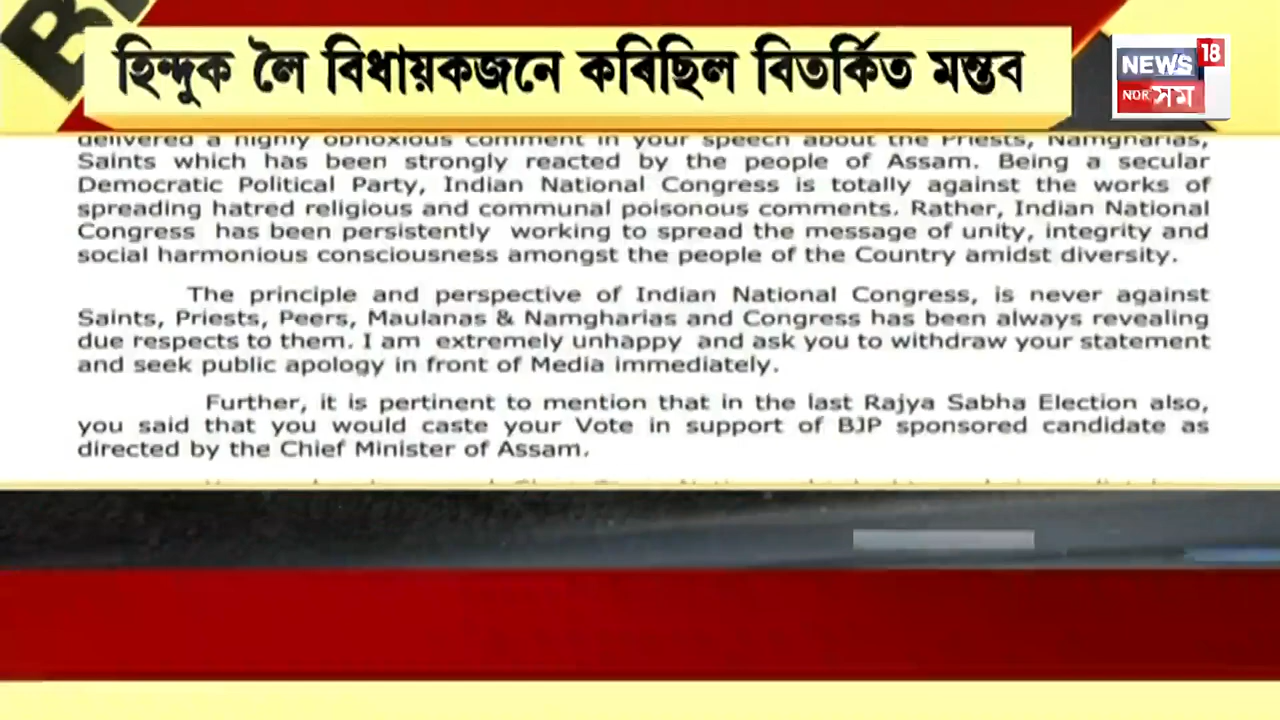 হিন্দুক লৈ বিধায়কজনে কৰিছিল বিতৰ্কিত মন্তব
NEWS 18
NOR সম
delivered a highly obnoxious comment in your speech about the Priests, Namgharias,
Saints which has been strongly reacted by the people of Assam. Being a secular
Democratic Political Party, Indian National Congress is totally against the works of
spreading hatred religious and communal poisonous comments. Rather, Indian National
Congress has been persistently working to spread the message of unity, integrity and
social harmonious consciousness amongst the people of the Country amidst diversity.
The principle and perspective of Indian National Congress, is never against
Saints, Priests, Peers, Maulanas & Namgharias and Congress has been always revealing
due respects to them. I am extremely unhappy and ask you to withdraw your statement
and seek public apology in front of Media immediately.
Further, it is pertinent to mention that in the last Rajya Sabha Election also,
you said that you would caste your Vote in support of BJP sponsored candidate as
directed by the Chief Minister of Assam.